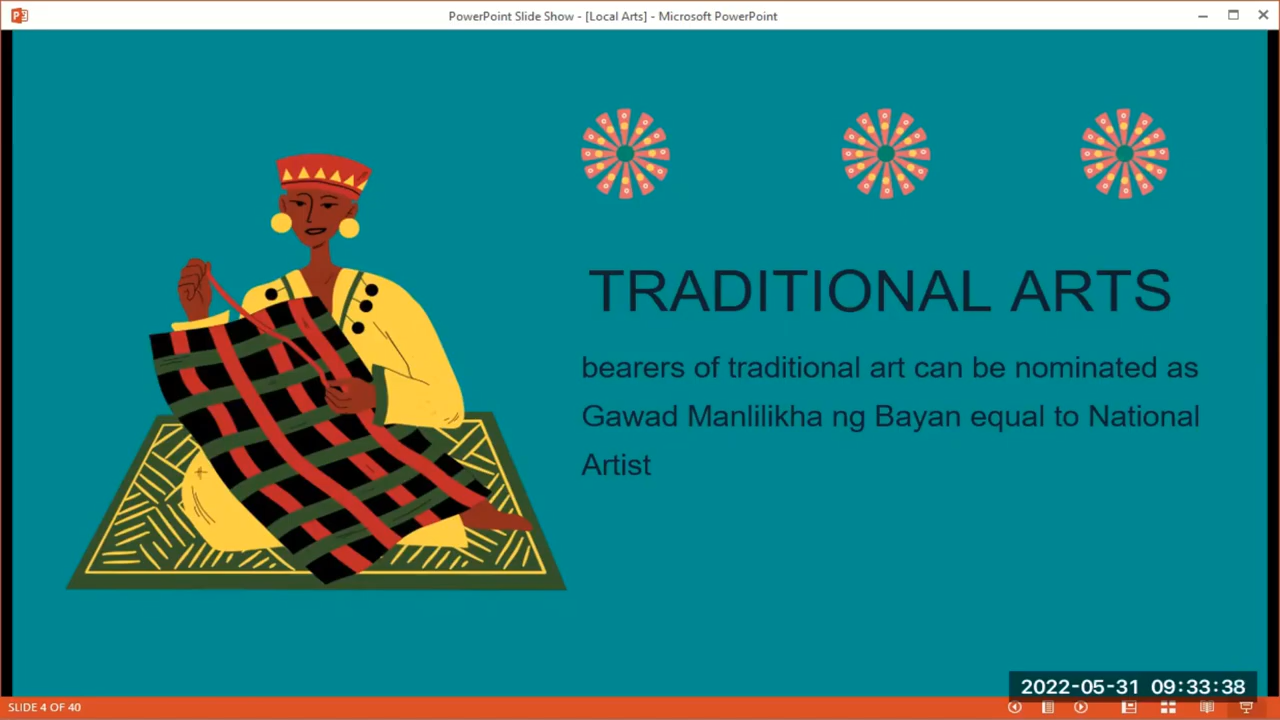 PowerPoint Slide Show - [Local Arts] - Microsoft PowerPoint
TRADITIONAL ARTS
bearers of traditional art can be nominated as
Gawad Manlilikha ng Bayan equal to National
Artist
2022-05-31 09:33:38
SLIDE 4 OF 40